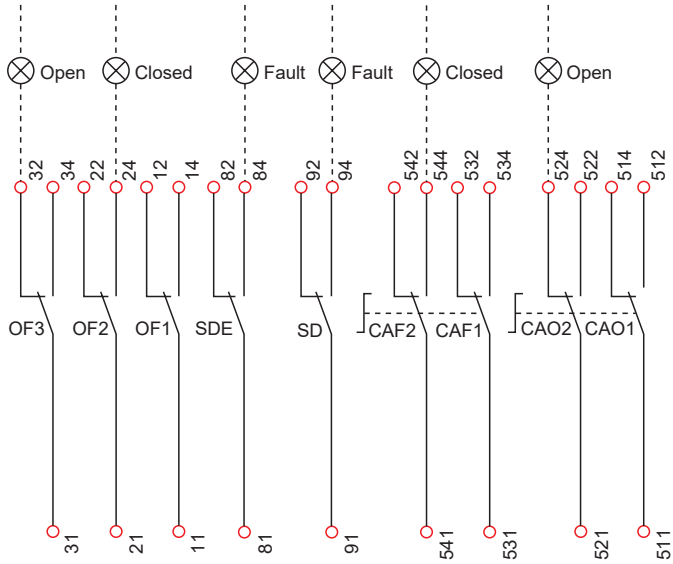 Open
Closed
Fault
Fault
Closed
Open
32
34
22
24
12
14
82
84
92
94
542
544
532
534
524
522
514
512
OF3
OF2
OF1
SDE
SD
CAF2
CAF1
CAO2
CAO1
31
21
11
81
91
541
531
521
511